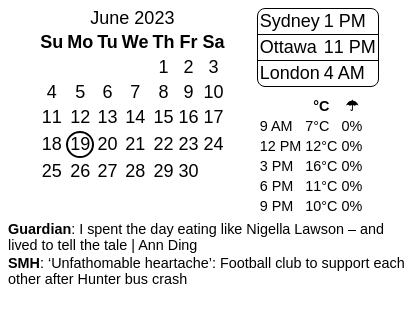 June 2023
Su Mo Tu We Th Fr Sa
1 2 3
4 5 6 7 8 9 10
11 12 13 14 15 16 17
18 19 20 21 22 23 24
25 26 27 28 29 30
Sydney 1 PM
Ottawa 11 PM
London 4 AM
°C ☂
9 AM 7°C 0%
12 PM 12°C 0%
3 PM 16°C 0%
6 PM 11°C 0%
9 PM 10°C 0%
Guardian: I spent the day eating like Nigella Lawson – and
lived to tell the tale | Ann Ding
SMH: ‘Unfathomable heartache’: Football club to support each
other after Hunter bus crash